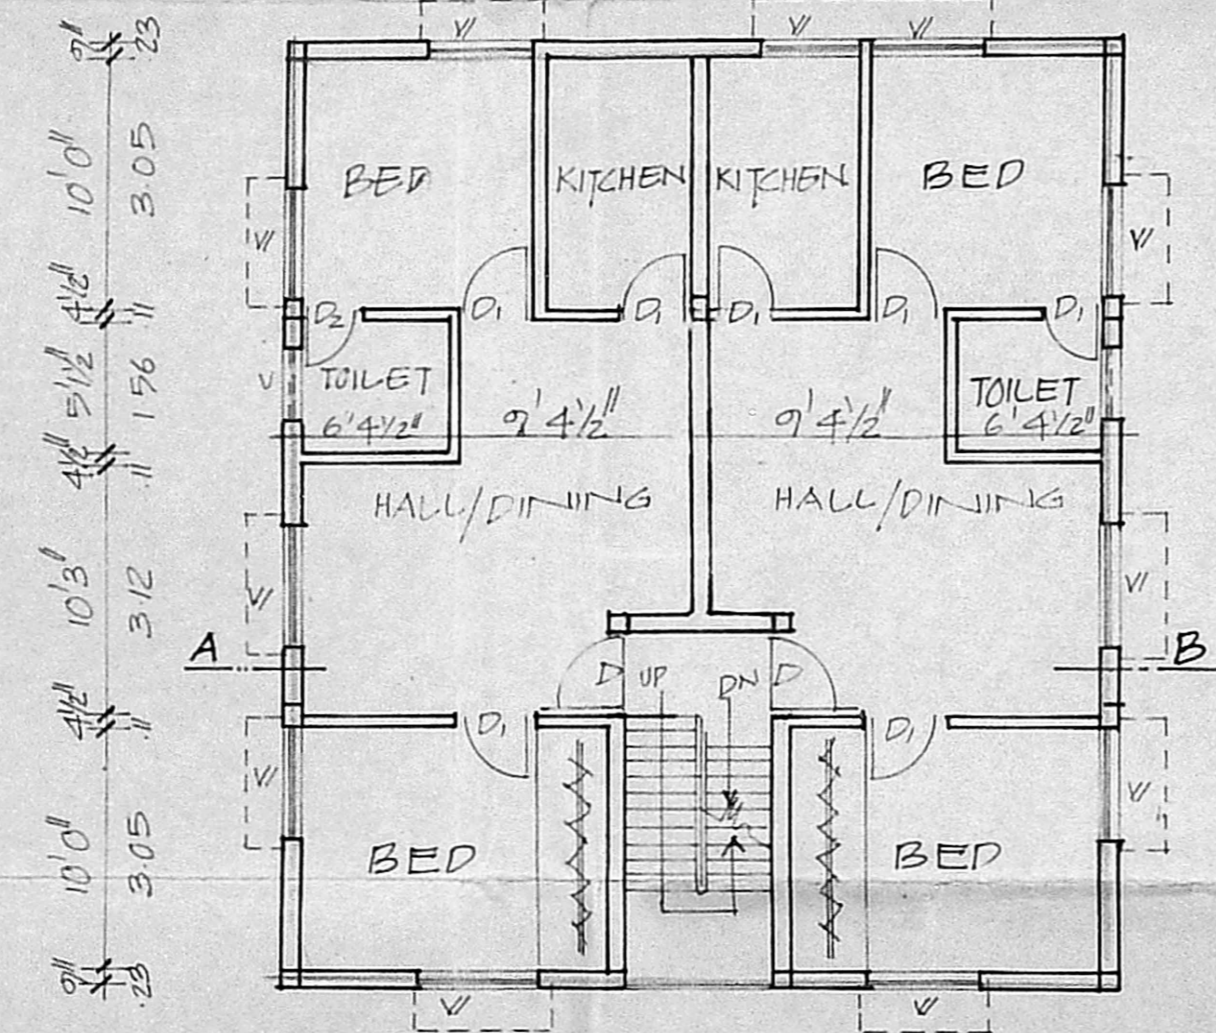 W W W
9" .23
10'0" 3.05
BED KITCHEN KITCHEN BED
W W
4½" .11
D2 D1 D1 D1 D1 D1
5'1½" 1.56
V TOILET TOILET
6'4½" 9'4½" 9'4½" 6'4½"
4½" .11
HALL/DINING HALL/DINING
10'3" 3.12
W W
A D UP DN D B
4½" .11
D1 D1
W W
10'0" 3.05
BED BED
9" .23
W W